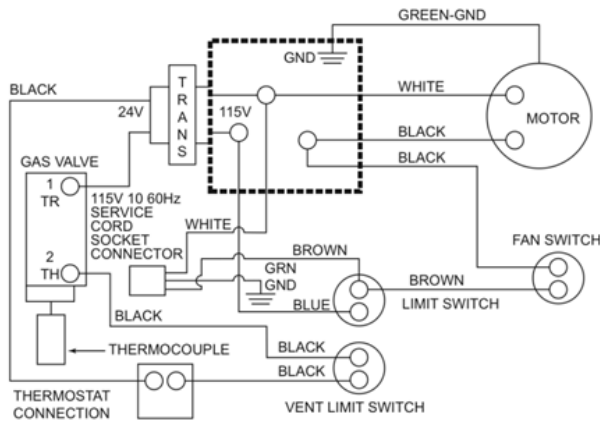 GREEN-GND
GND
BLACK
TRANS
24V
115V
WHITE
MOTOR
BLACK
BLACK
GAS VALVE
1
TR
115V 10 60Hz
SERVICE
CORD
SOCKET
CONNECTOR
WHITE
FAN SWITCH
2
TH
BROWN
GRN
GND
BROWN
LIMIT SWITCH
BLUE
BLACK
THERMOCOUPLE
BLACK
BLACK
THERMOSTAT
CONNECTION
VENT LIMIT SWITCH